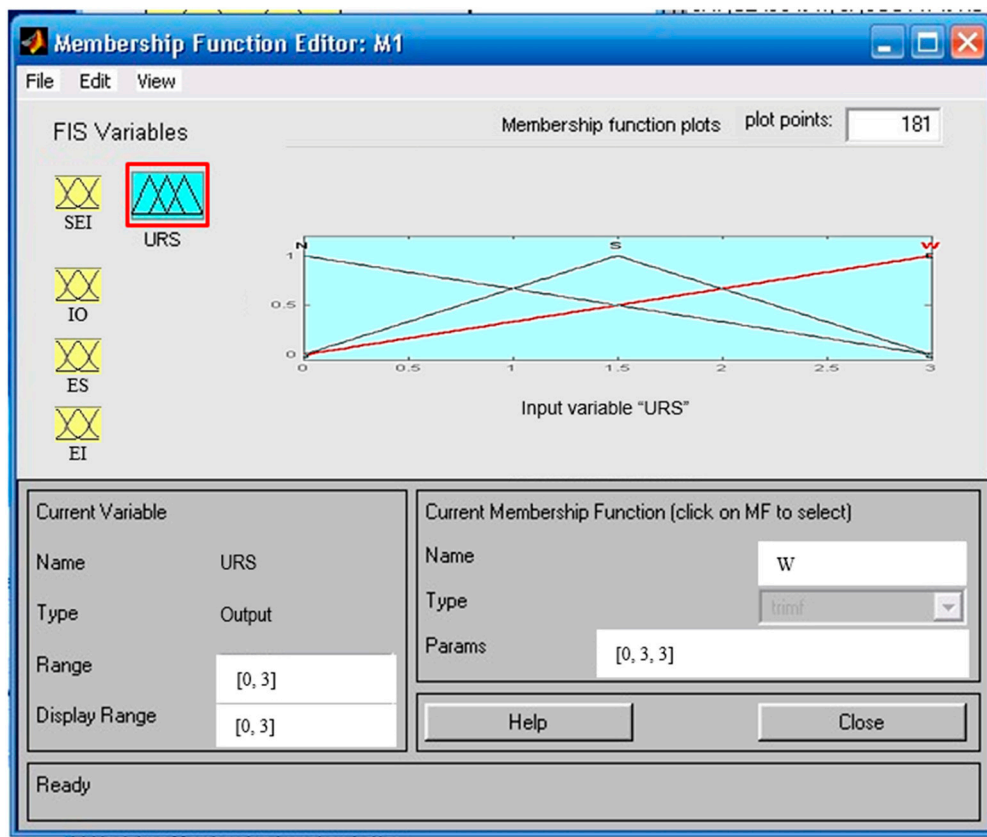 Membership Function Editor: M1
File Edit View
FIS Variables
Membership function plots plot points: 181
SEI
URS
IO
ES
EI
N S W
1
0.5
0
0 0.5 1 1.5 2 2.5 3
Input variable “URS”
Current Variable
Name URS
Type Output
Range [0, 3]
Display Range [0, 3]
Current Membership Function (click on MF to select)
Name W
Type trimf
Params [0, 3, 3]
Help Close
Ready